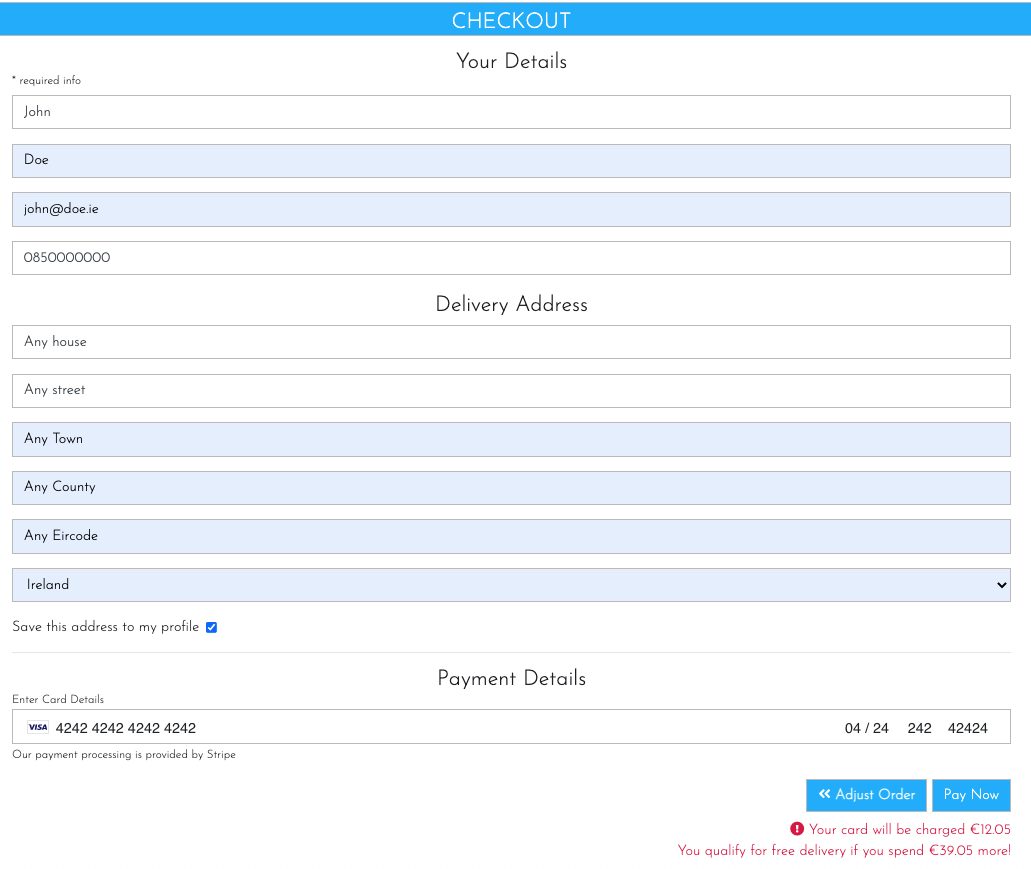 CHECKOUT
Your Details
* required info
John
Doe
john@doe.ie
0850000000
Delivery Address
Any house
Any street
Any Town
Any County
Any Eircode
Ireland
Save this address to my profile
Payment Details
Enter Card Details
VISA 4242 4242 4242 4242 04 / 24 242 42424
Our payment processing is provided by Stripe
Adjust Order Pay Now
Your card will be charged €12.05
You qualify for free delivery if you spend €39.05 more!